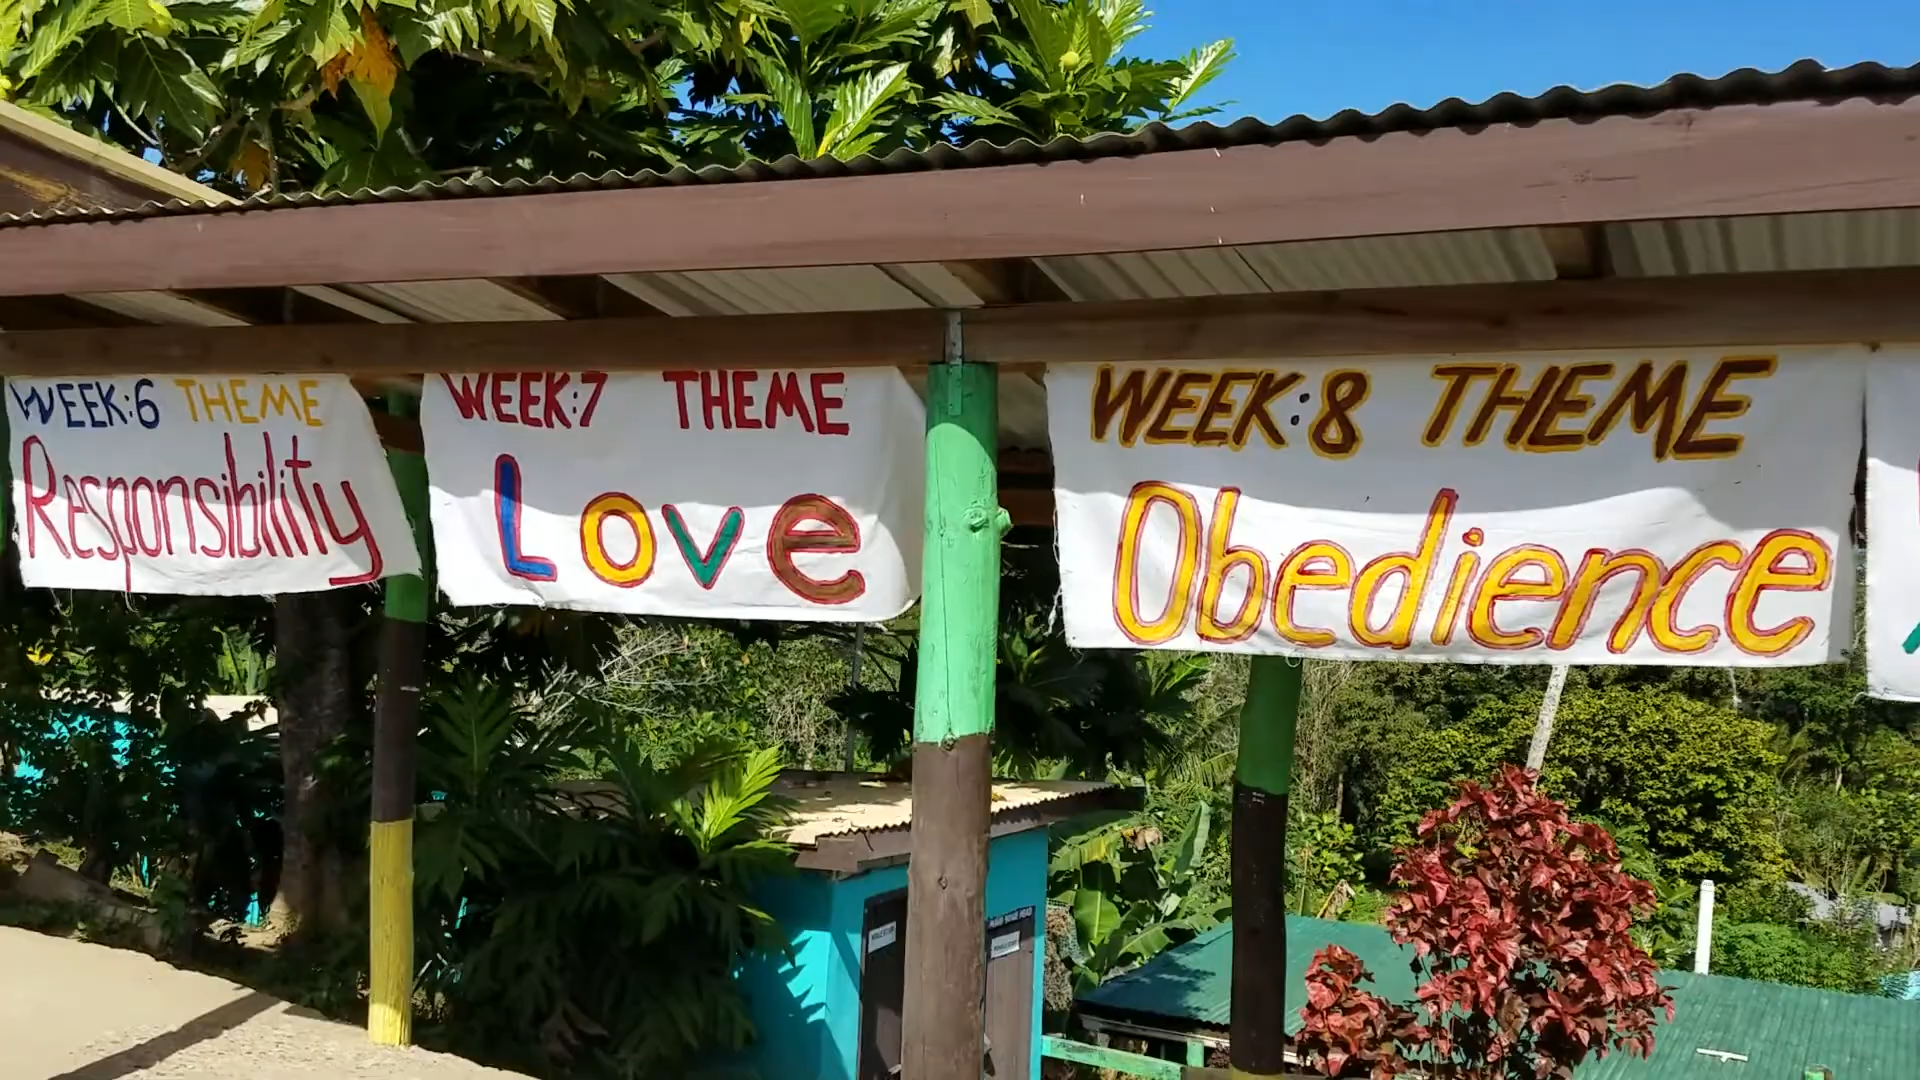 WEEK:6 THEME
Responsibility
WEEK:7 THEME
Love
WEEK:8 THEME
Obedience